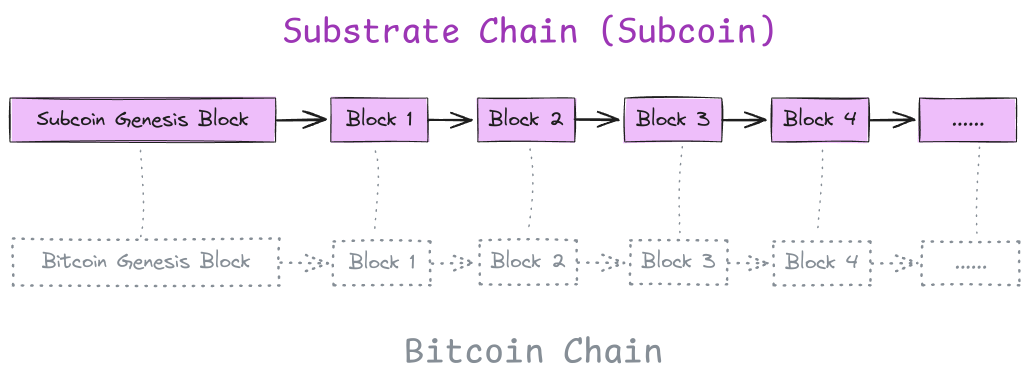 Substrate Chain (Subcoin)
Subcoin Genesis Block Block 1 Block 2 Block 3 Block 4 ......
Bitcoin Genesis Block Block 1 Block 2 Block 3 Block 4 ......
Bitcoin Chain